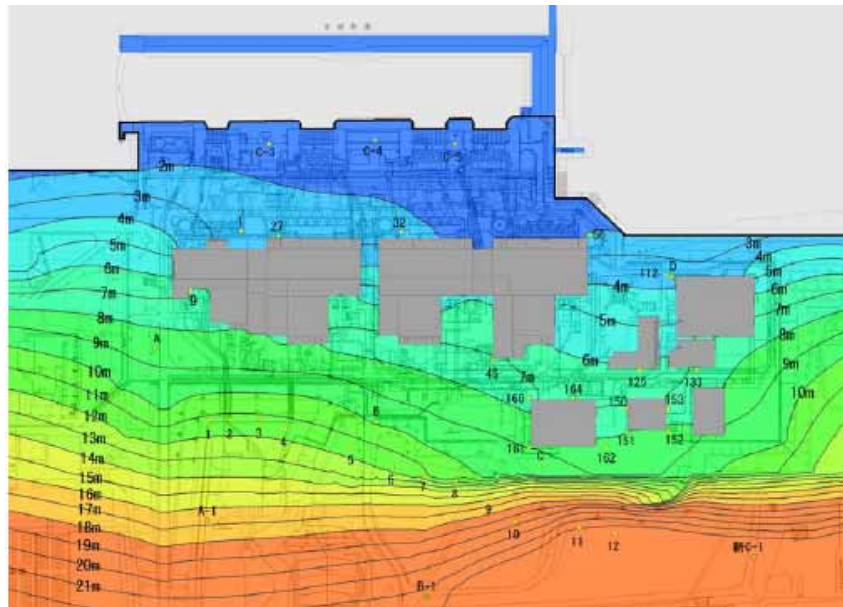 C-3
C-4
C-5
2m
3m
4m
5m
6m
7m
8m
9m
10m
11m
12m
13m
14m
15m
16m
17m
18m
19m
20m
21m
1
27
32
9
A
B
45
7m
6m
5m
4m
112
D
3m
4m
5m
6m
7m
8m
9m
10m
125
133
160
164
150
153
161
C
162
151
152
1
2
3
4
5
6
7
8
9
10
11
12
A-1
B-1
新C-1